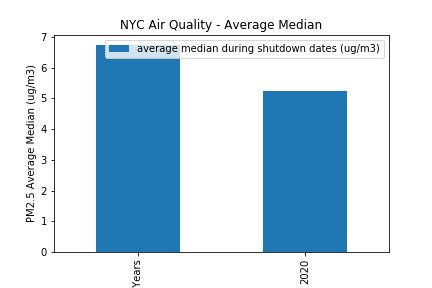 NYC Air Quality - Average Median
average median during shutdown dates (ug/m3)
PM2.5 Average Median (ug/m3)
7
6
5
4
3
2
1
0
Years
2020